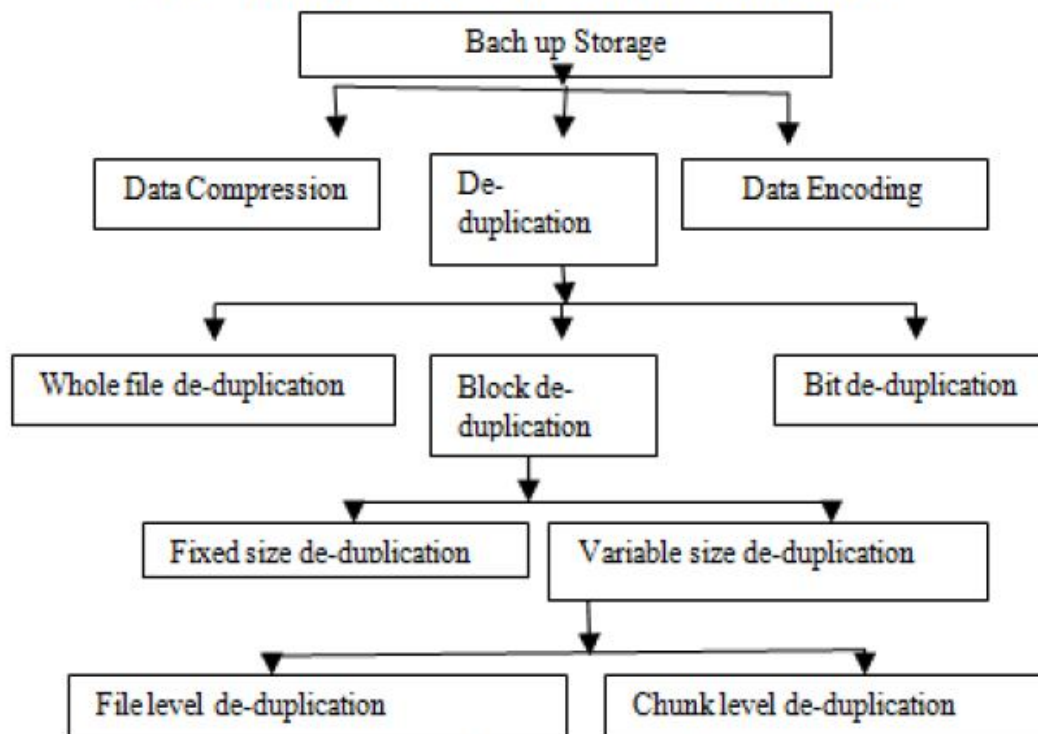 Bach up Storage
Data Compression
De-
duplication
Data Encoding
Whole file de-duplication
Block de-
duplication
Bit de-duplication
Fixed size de-duplication
Variable size de-duplication
File level de-duplication
Chunk level de-duplication